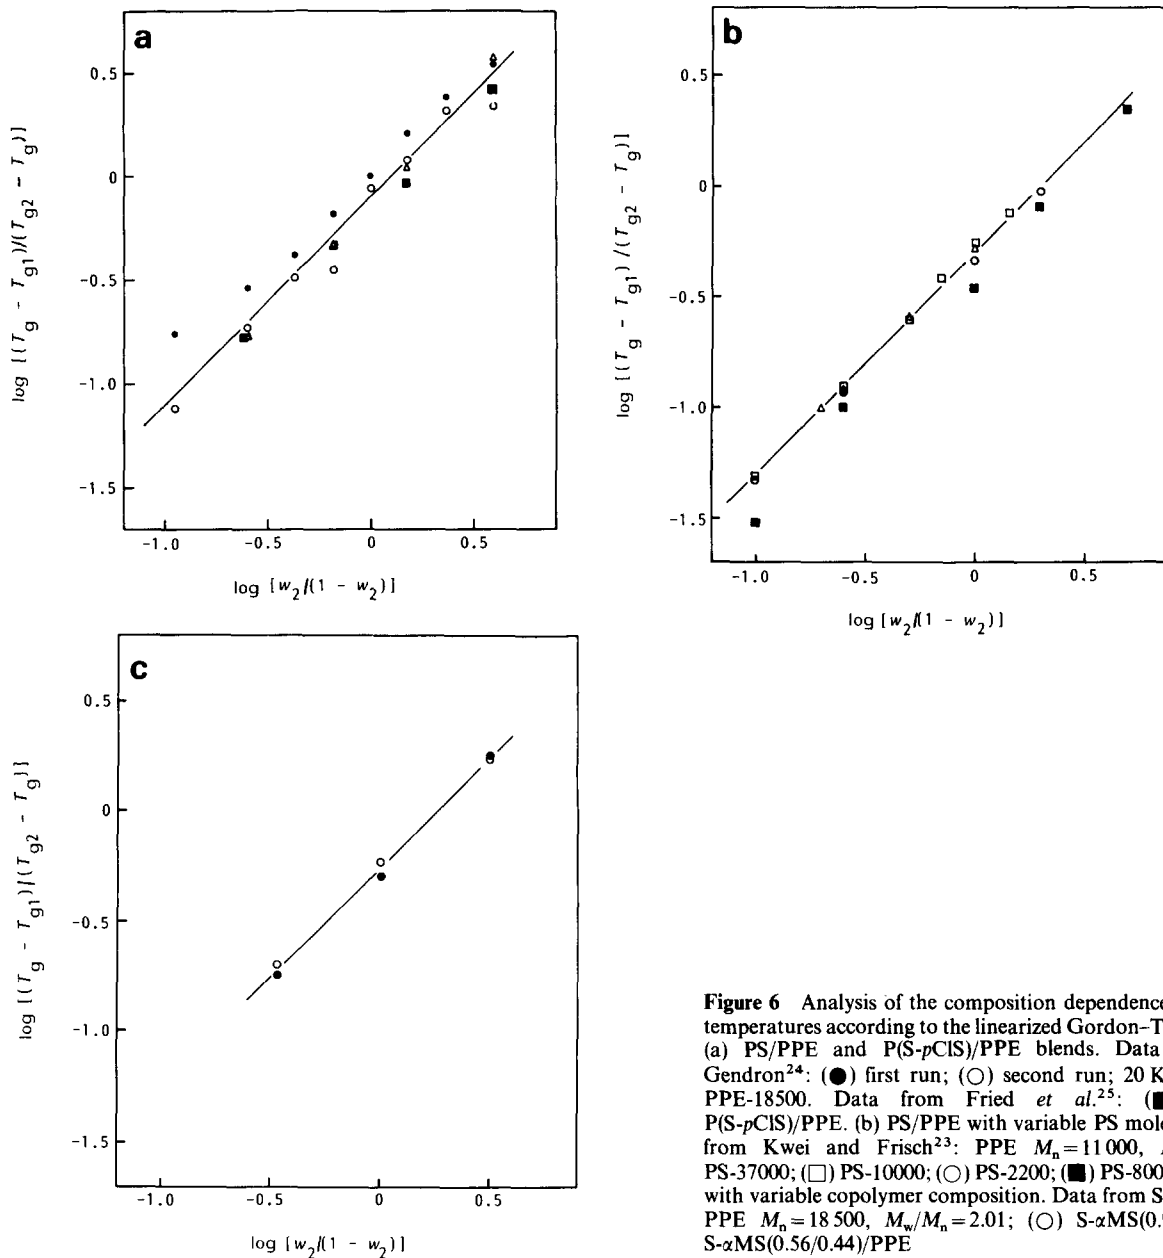 a
0.5
0
-0.5
-1.0
-1.5
-1.0
-0.5
0
0.5
log [(T_g - T_g1)/(T_g2 - T_g)]
log [w_2/(1 - w_2)]
b
0.5
0
-0.5
-1.0
-1.5
-1.0
-0.5
0
0.5
log [(T_g - T_g1)/(T_g2 - T_g)]
log [w_2/(1 - w_2)]
c
0.5
0
-0.5
-1.0
-1.5
-1.0
-0.5
0
0.5
log [(T_g - T_g1)/(T_g2 - T_g)]
log [w_2/(1 - w_2)]
Figure 6 Analysis of the composition dependence
temperatures according to the linearized Gordon–T
(a) PS/PPE and P(S-pClS)/PPE blends. Data
Gendron²⁴: (●) first run; (○) second run; 20 K
PPE-18500. Data from Fried et al.²⁵: (■
P(S-pClS)/PPE. (b) PS/PPE with variable PS mole
from Kwei and Frisch²³: PPE M_n=11 000,
PS-37000; (□) PS-10000; (○) PS-2200; (■) PS-800
with variable copolymer composition. Data from S
PPE M_n=18 500, M_w/M_n=2.01; (○) S-αMS(0.
S-αMS(0.56/0.44)/PPE